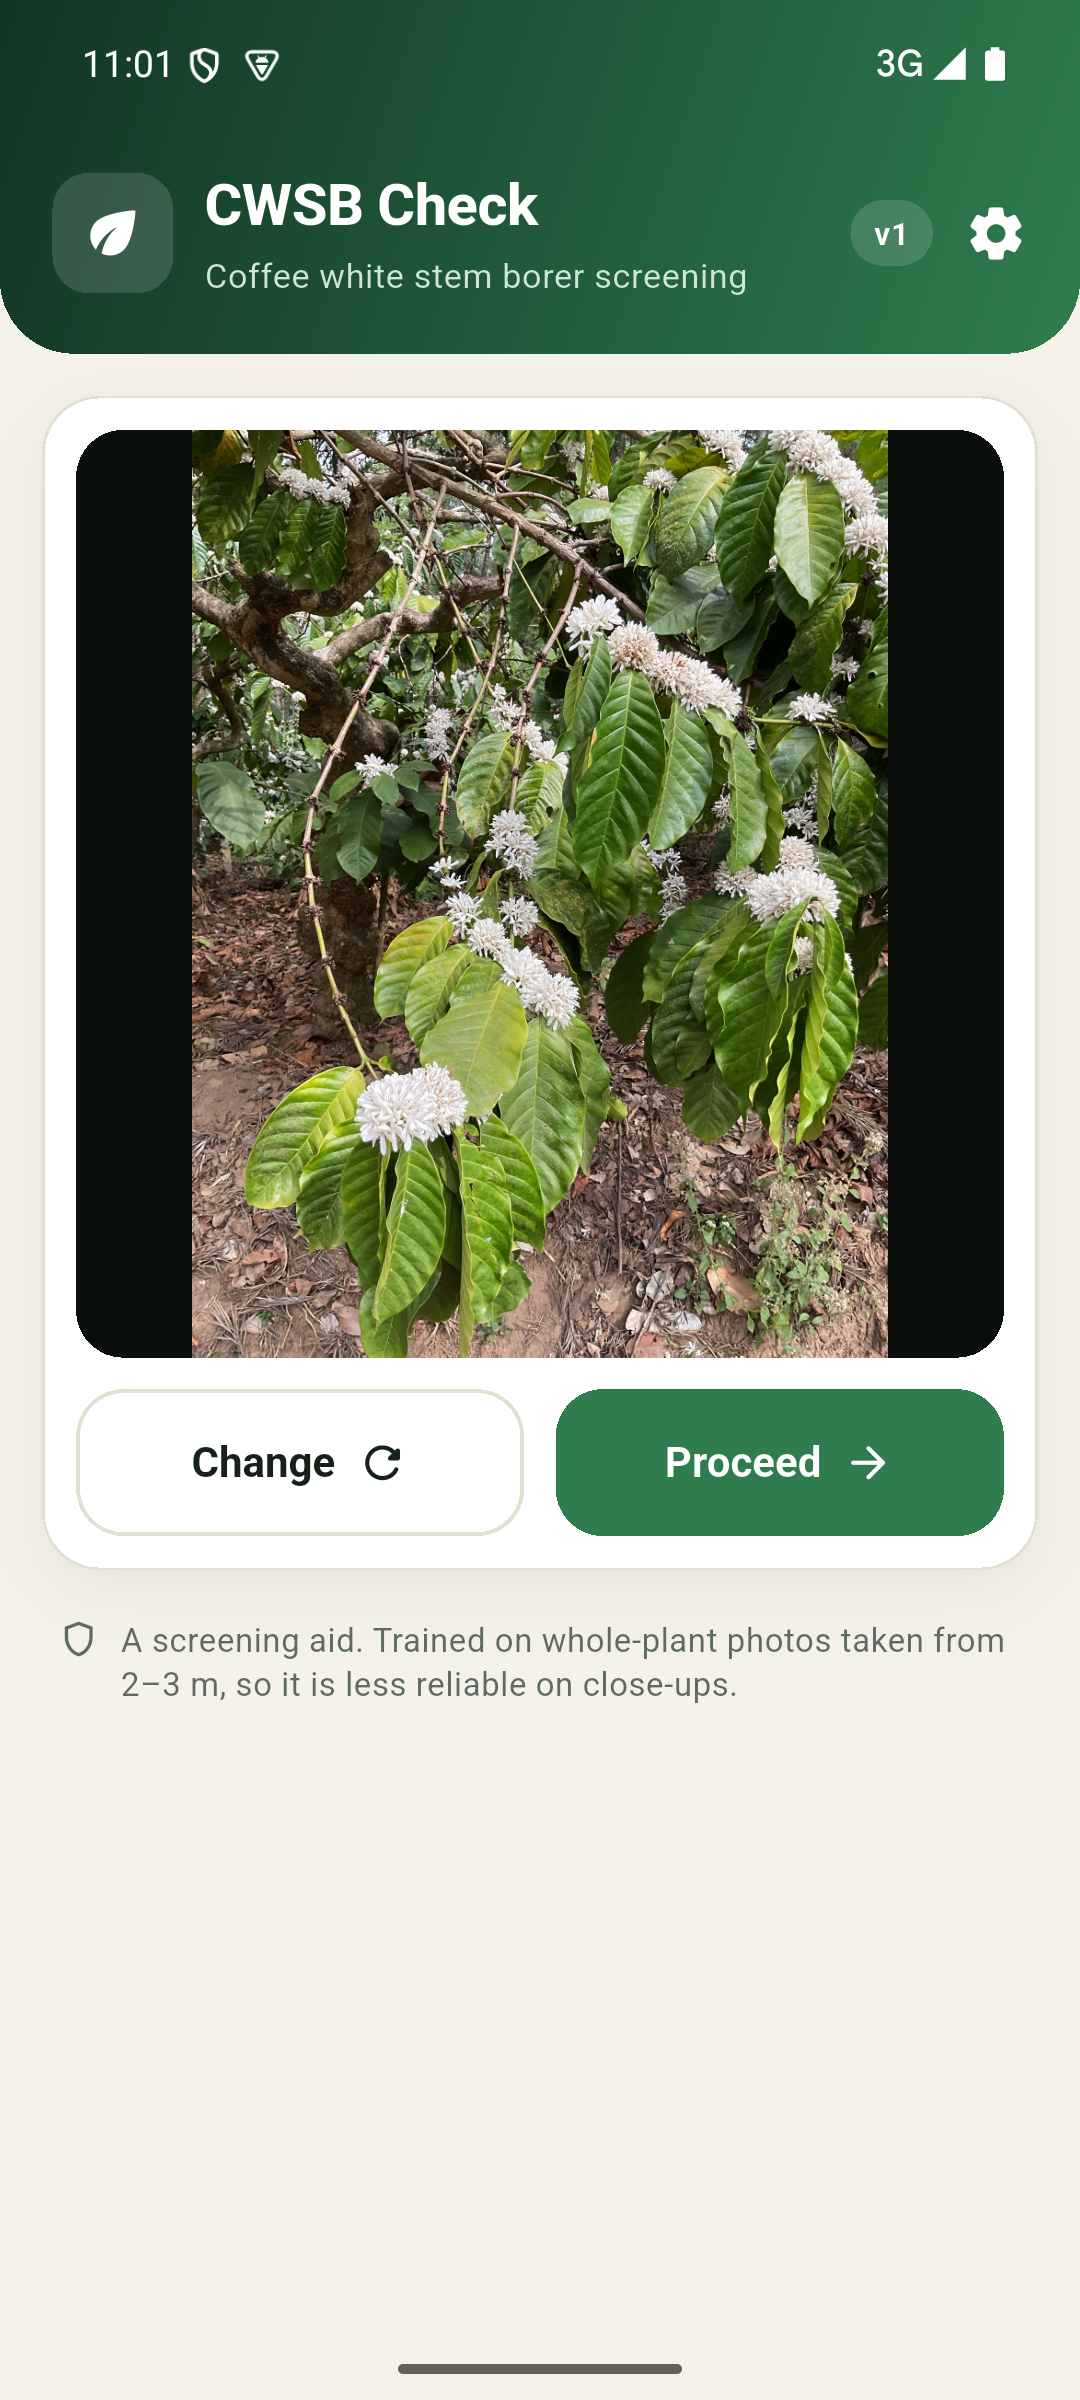 11:01
3G
CWSB Check
Coffee white stem borer screening
v1
Change
Proceed
A screening aid. Trained on whole-plant photos taken from
2–3 m, so it is less reliable on close-ups.